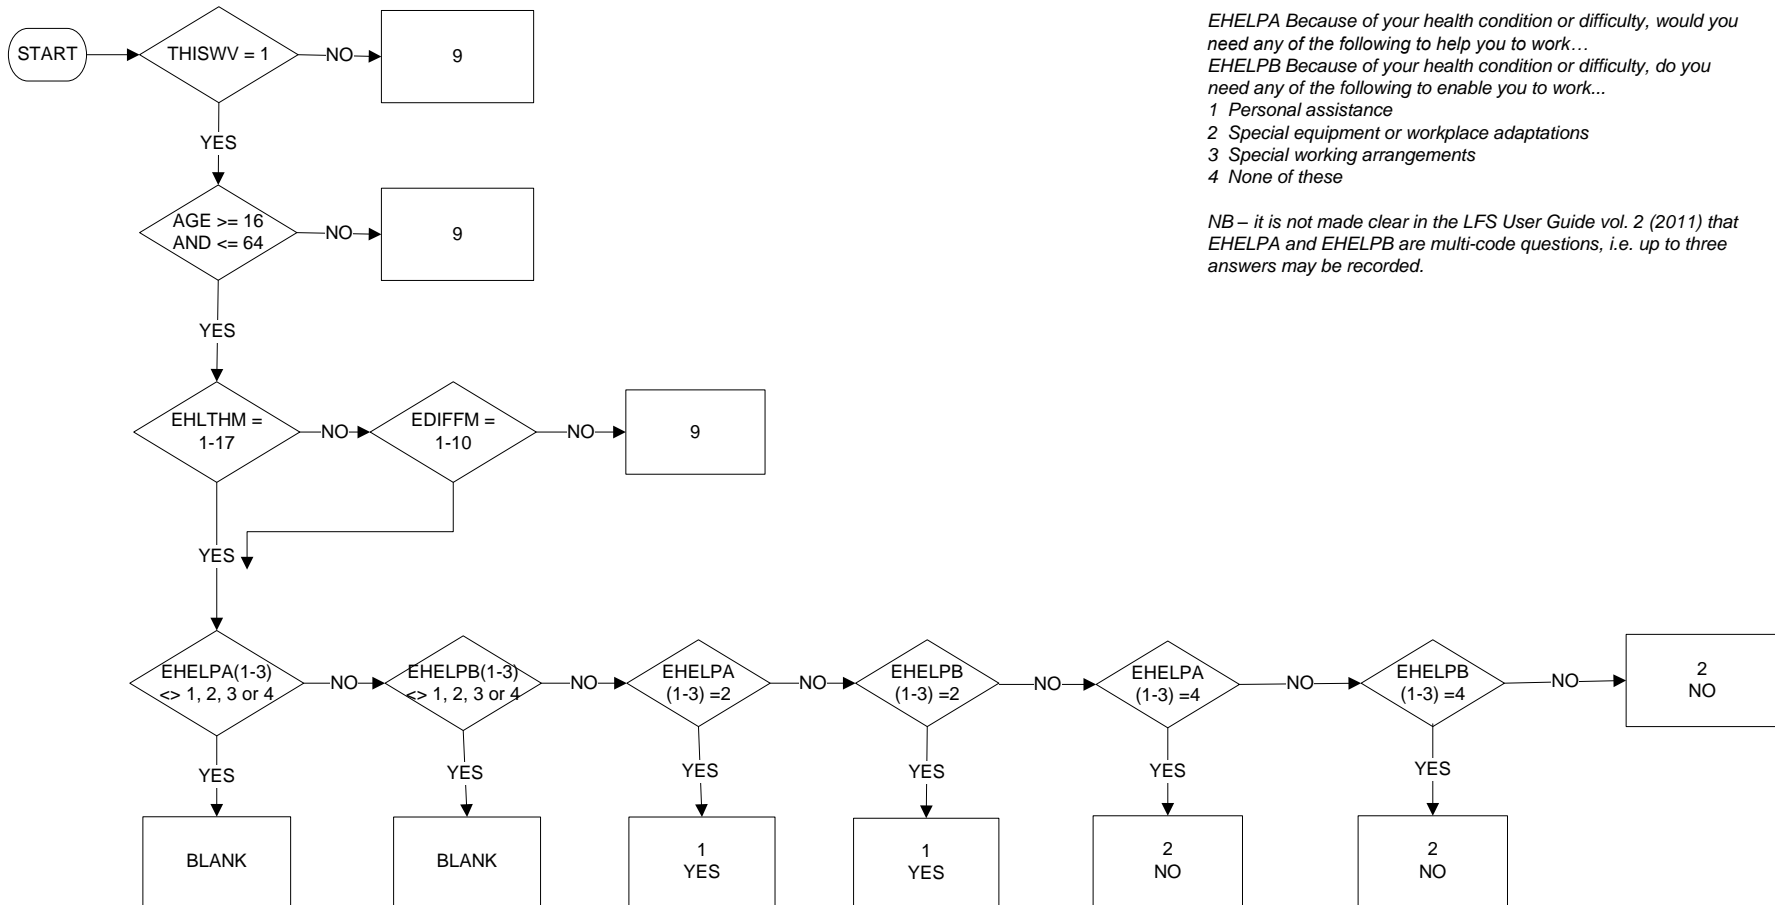 START
THISWV = 1
NO
9
YES
AGE >= 16
AND <= 64
NO
9
YES
EHLTHM =
1-17
NO
EDIFFM =
1-10
NO
9
YES
EHELPA(1-3)
<> 1, 2, 3 or 4
NO
EHELPB(1-3)
<> 1, 2, 3 or 4
NO
EHELPA
(1-3) =2
NO
EHELPB
(1-3) =2
NO
EHELPA
(1-3) =4
NO
EHELPB
(1-3) =4
NO
2
NO
YES
YES
YES
YES
YES
YES
BLANK
BLANK
1
YES
1
YES
2
NO
2
NO
EHELPA Because of your health condition or difficulty, would you
need any of the following to help you to work…
EHELPB Because of your health condition or difficulty, do you
need any of the following to enable you to work...
1 Personal assistance
2 Special equipment or workplace adaptations
3 Special working arrangements
4 None of these
NB – it is not made clear in the LFS User Guide vol. 2 (2011) that
EHELPA and EHELPB are multi-code questions, i.e. up to three
answers may be recorded.